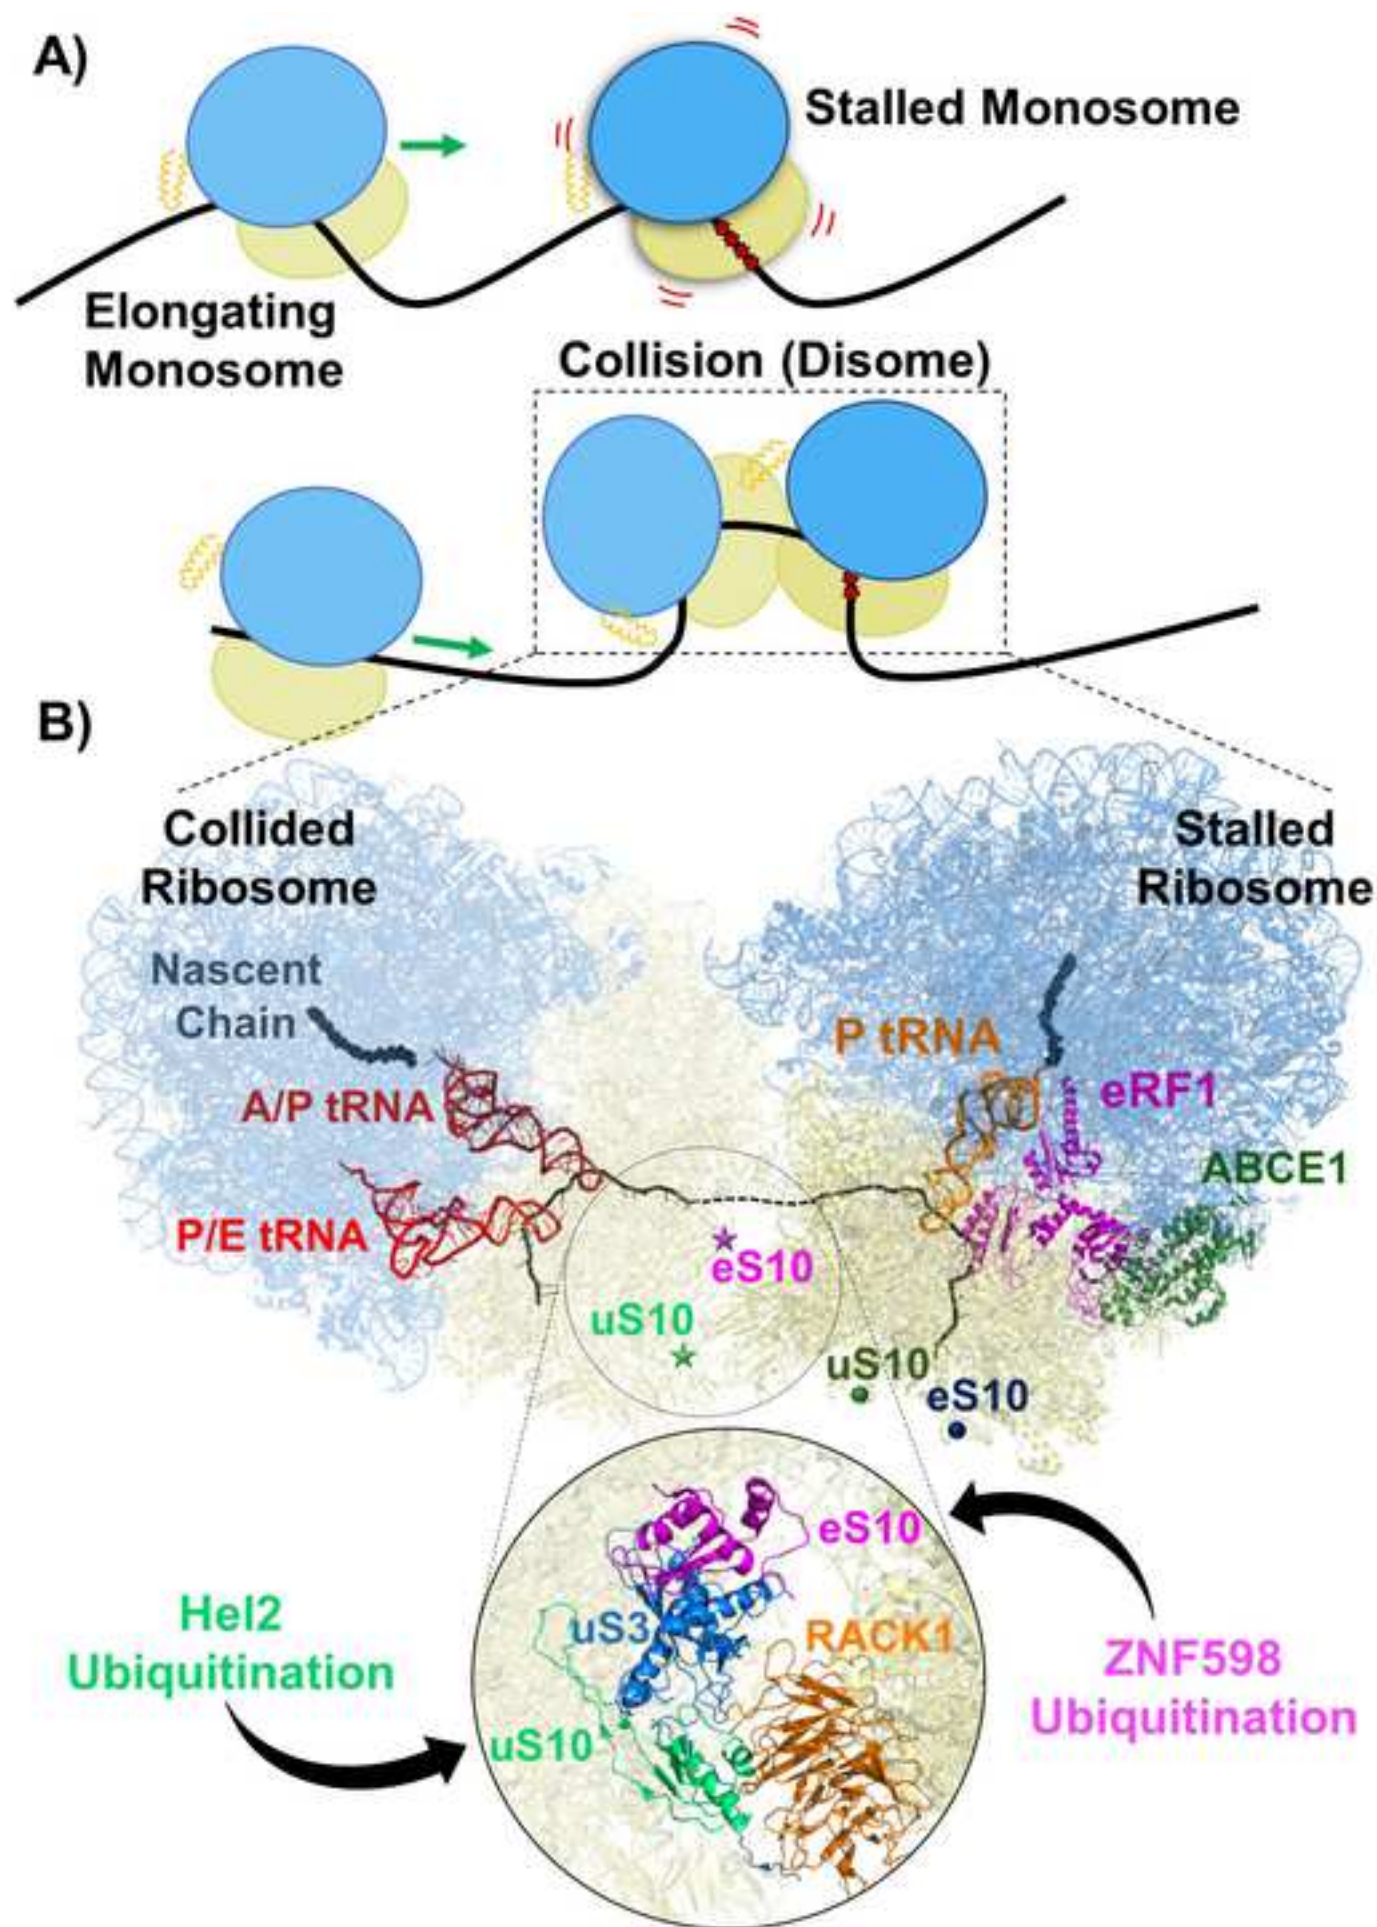 A)
Stalled Monosome
Elongating
Monosome
Collision (Disome)
B)
Collided
Ribosome
Stalled
Ribosome
Nascent
Chain
P tRNA
A/P tRNA
eRF1
ABCE1
P/E tRNA
eS10
uS10
uS10
eS10
eS10
uS3
RACK1
uS10
Hel2
Ubiquitination
ZNF598
Ubiquitination